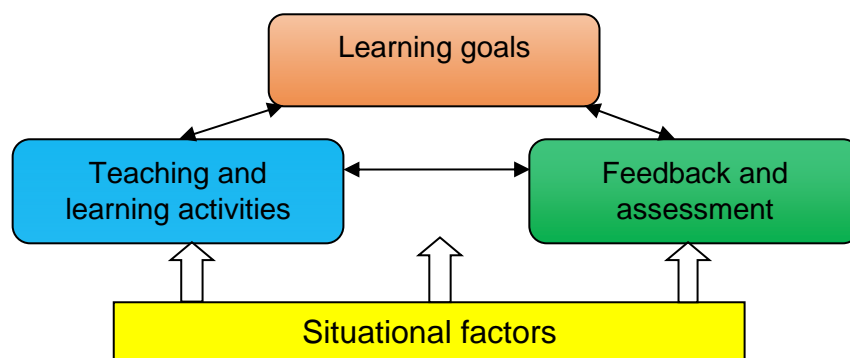 Learning goals
Teaching and
learning activities
Feedback and
assessment
Situational factors